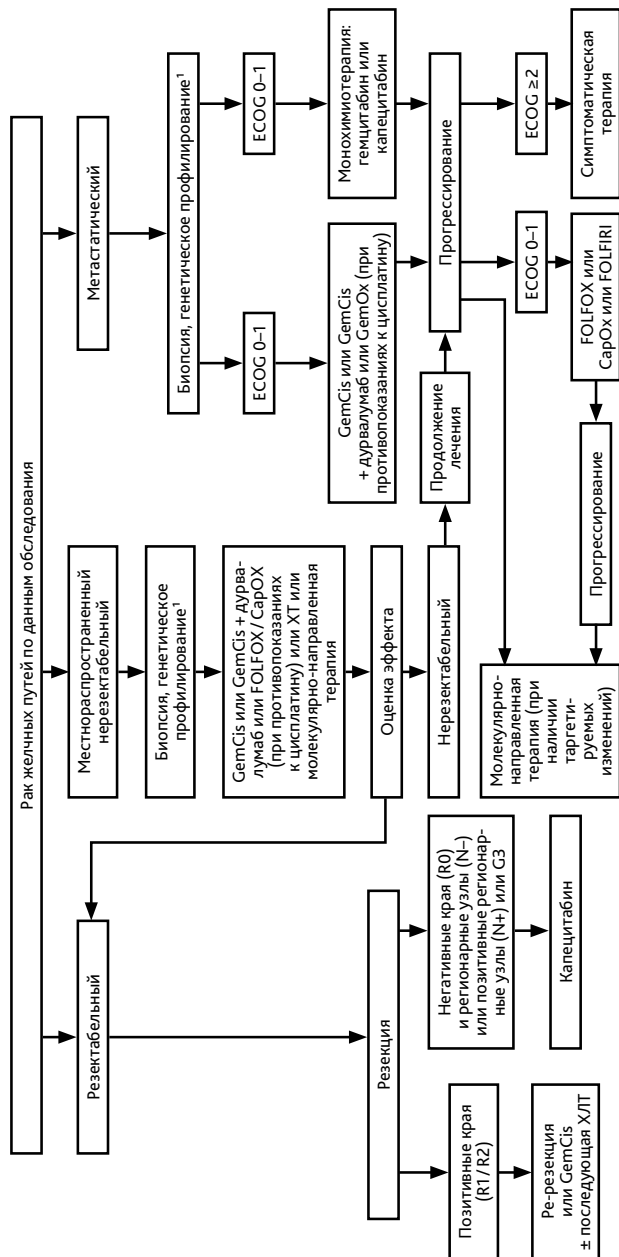 Рак желчных путей по данным обследования
Резектабельный
Местнораспространенный
нерезектабельный
Метастатический
Биопсия, генетическое
профилирование¹
Биопсия, генетическое профилирование¹
GemCis или GemCis + дурва-
лумаб или FOLFOX / CapOX
(при противопоказаниях
к цисплатину) или ХТ или
молекулярно-направленная
терапия
ECOG 0–1
ECOG 0–1
GemCis или GemCis
+ дурвалумаб или GemOx (при
противопоказаниях к цисплатину)
Монохимиотерапия:
гемцитабин или
капецитабин
Оценка эффекта
Резекция
Нерезектабельный
Продолжение
лечения
Прогрессирование
Позитивные края
(R1 / R2)
Негативные края (R0)
и регионарные узлы (N–)
или позитивные регионар-
ные узлы (N+) или G3
ECOG 0–1
ECOG ≥2
Ре-резекция
или GemCis
± последующая ХЛТ
Капецитабин
Молекулярно-
направленная
терапия (при
наличии
таргети-
руемых
изменений)
Прогрессирование
FOLFOX или
CapOx или FOLFIRI
Симптоматическая
терапия